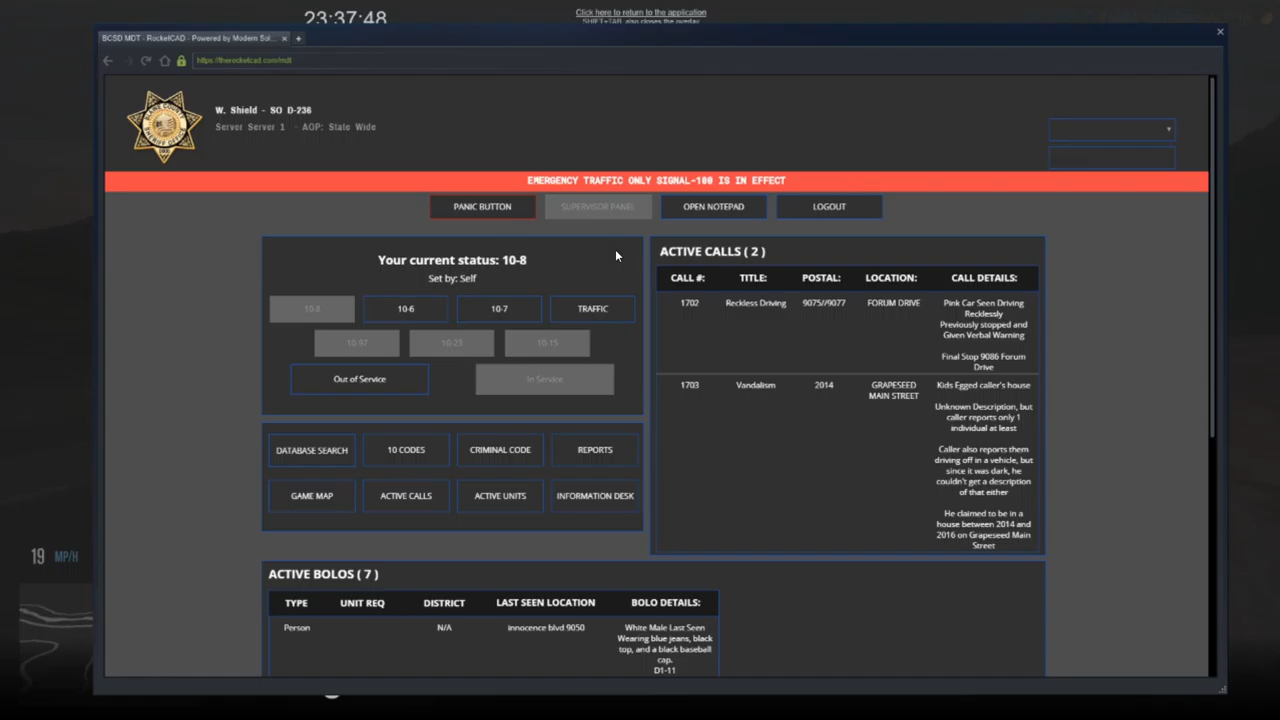 23:37:48
Click here to return to the application
SHIFT+TAB also closes the overlay
BCSD MDT - RocketCAD - Powered by Modern Sol...
https://therocketcad.com/mdt
W. Shield - SO D-236
Server Server 1 - AOP: State Wide
EMERGENCY TRAFFIC ONLY SIGNAL-100 IS IN EFFECT
PANIC BUTTON
SUPERVISOR PANEL
OPEN NOTEPAD
LOGOUT
Your current status: 10-8
Set by: Self
10-8
10-6
10-7
TRAFFIC
10-97
10-23
10-15
Out of Service
In Service
DATABASE SEARCH
10 CODES
CRIMINAL CODE
REPORTS
GAME MAP
ACTIVE CALLS
ACTIVE UNITS
INFORMATION DESK
ACTIVE CALLS ( 2 )
CALL #: TITLE: POSTAL: LOCATION: CALL DETAILS:
1702 Reckless Driving 9075//9077 FORUM DRIVE Pink Car Seen Driving
Recklessly
Previously stopped and
Given Verbal Warning
Final Stop 9086 Forum
Drive
1703 Vandalism 2014 GRAPESEED Kids Egged caller's house
MAIN STREET
Unknown Description, but
caller reports only 1
individual at least
Caller also reports them
driving off in a vehicle, but
since it was dark, he
couldn't get a description
of that either
He claimed to be in a
house between 2014 and
2016 on Grapeseed Main
Street
19 MPH
ACTIVE BOLOS ( 7 )
TYPE UNIT REQ DISTRICT LAST SEEN LOCATION BOLO DETAILS:
Person N/A innocence blvd 9050 White Male Last Seen
Wearing blue jeans, black
top, and a black baseball
cap.
D1-11